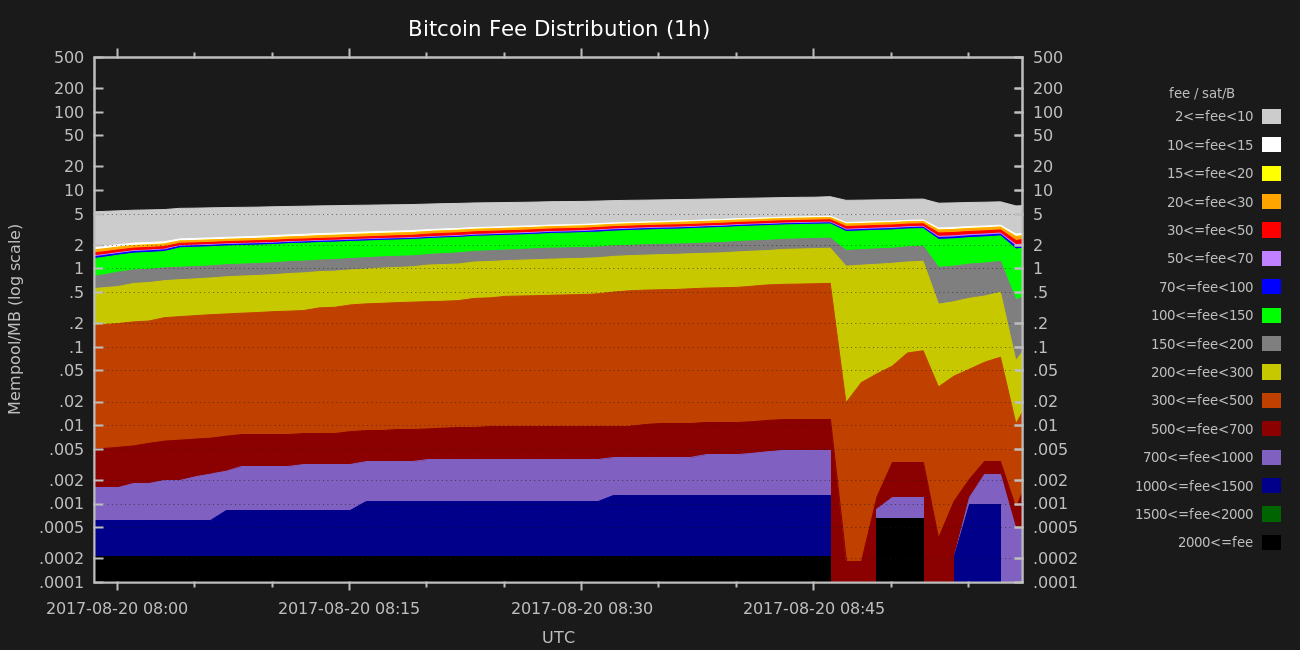 Bitcoin Fee Distribution (1h)
500 500
200 200
100 100
50 50
20 20
10 10
5 5
2 2
1 1
.5 .5
.2 .2
.1 .1
.05 .05
.02 .02
.01 .01
.005 .005
.002 .002
.001 .001
.0005 .0005
.0002 .0002
.0001 .0001
Mempool/MB (log scale)
2017-08-20 08:00 2017-08-20 08:15 2017-08-20 08:30 2017-08-20 08:45
UTC
fee / sat/B
2<=fee<10
10<=fee<15
15<=fee<20
20<=fee<30
30<=fee<50
50<=fee<70
70<=fee<100
100<=fee<150
150<=fee<200
200<=fee<300
300<=fee<500
500<=fee<700
700<=fee<1000
1000<=fee<1500
1500<=fee<2000
2000<=fee